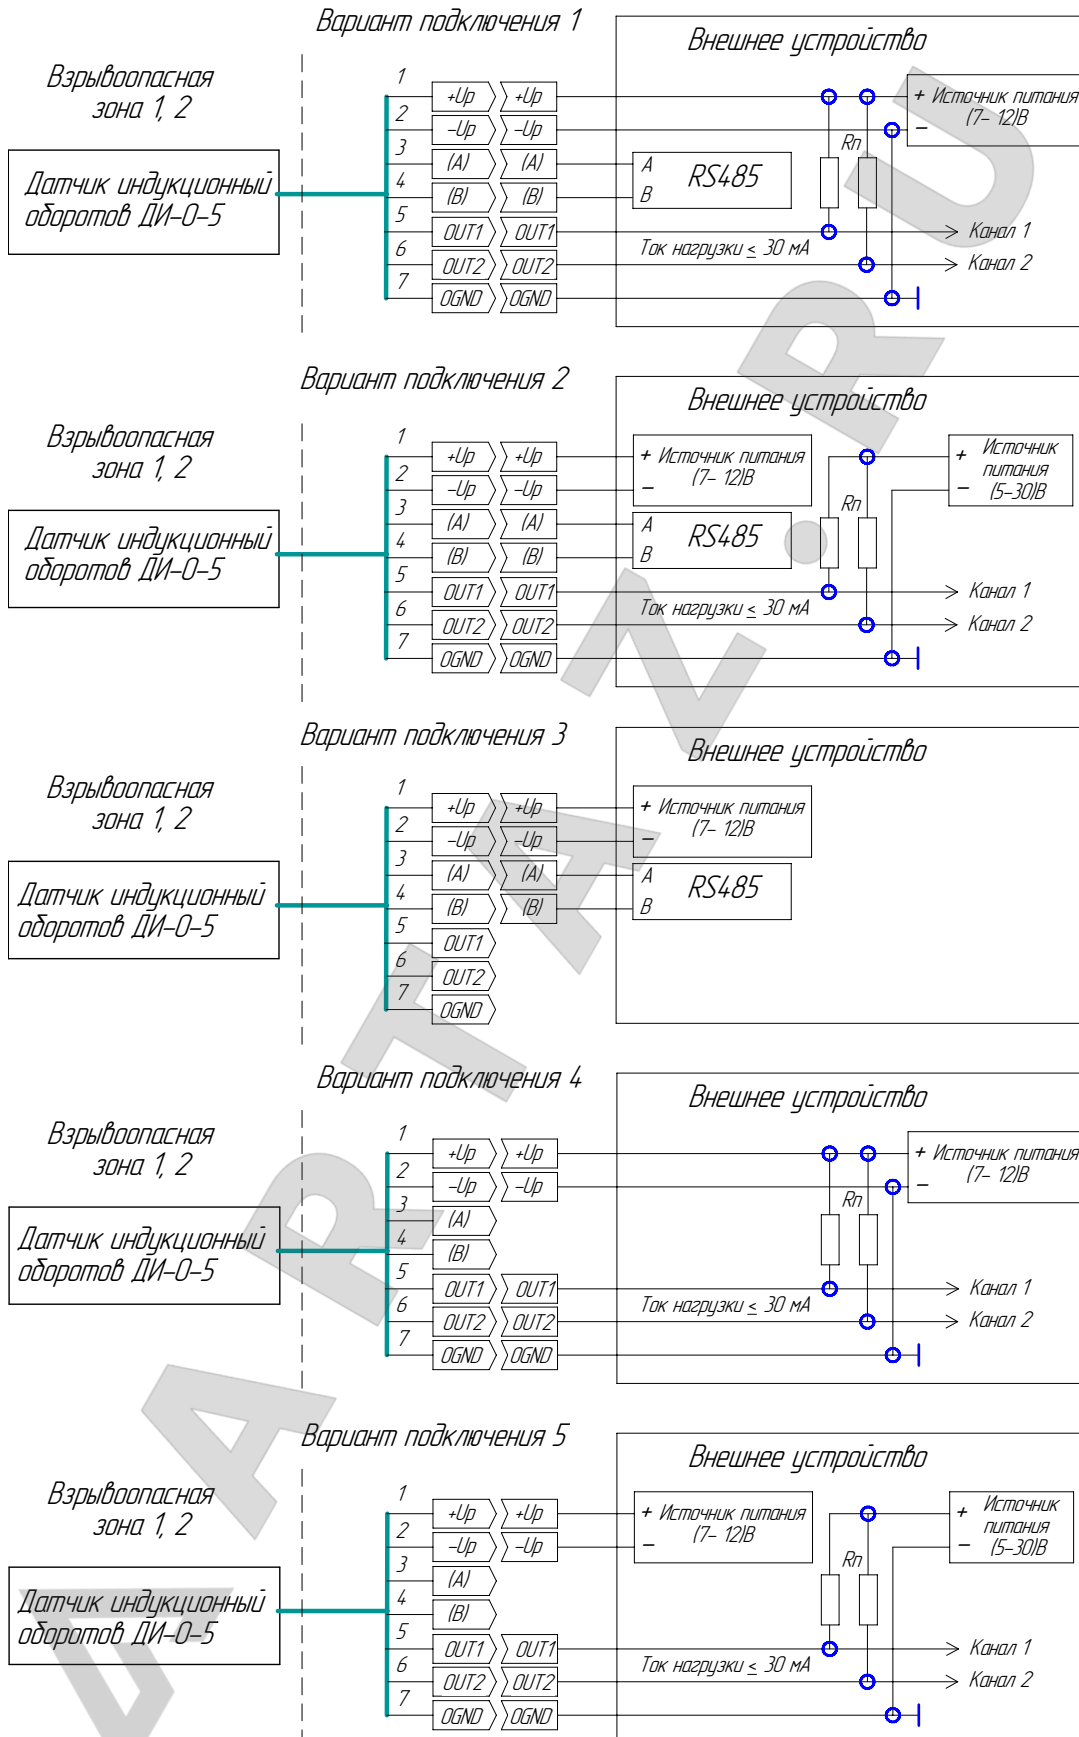 Вариант подключения 1
Внешнее устройство
Взрывоопасная
зона 1, 2
Датчик индукционный
оборотов ДИ-О-5
1
+Up
+Up
2
-Up
-Up
3
(A)
(A)
4
(B)
(B)
5
OUT1
OUT1
6
OUT2
OUT2
7
OGND
OGND
+ Источник питания
(7- 12)В
-
A
RS485
B
Rn
Ток нагрузки ≤ 30 мА
Канал 1
Канал 2
Вариант подключения 2
Внешнее устройство
Взрывоопасная
зона 1, 2
Датчик индукционный
оборотов ДИ-О-5
1
+Up
+Up
2
-Up
-Up
3
(A)
(A)
4
(B)
(B)
5
OUT1
OUT1
6
OUT2
OUT2
7
OGND
OGND
+ Источник питания
(7- 12)В
-
A
RS485
B
Rn
+ Источник
питания
- (5-30)В
Ток нагрузки ≤ 30 мА
Канал 1
Канал 2
Вариант подключения 3
Внешнее устройство
Взрывоопасная
зона 1, 2
Датчик индукционный
оборотов ДИ-О-5
1
+Up
+Up
2
-Up
-Up
3
(A)
(A)
4
(B)
(B)
5
OUT1
6
OUT2
7
OGND
+ Источник питания
(7- 12)В
-
A
RS485
B
Вариант подключения 4
Внешнее устройство
Взрывоопасная
зона 1, 2
Датчик индукционный
оборотов ДИ-О-5
1
+Up
+Up
2
-Up
-Up
3
(A)
4
(B)
5
OUT1
OUT1
6
OUT2
OUT2
7
OGND
OGND
+ Источник питания
(7- 12)В
-
Rn
Ток нагрузки ≤ 30 мА
Канал 1
Канал 2
Вариант подключения 5
Внешнее устройство
Взрывоопасная
зона 1, 2
Датчик индукционный
оборотов ДИ-О-5
1
+Up
+Up
2
-Up
-Up
3
(A)
4
(B)
5
OUT1
OUT1
6
OUT2
OUT2
7
OGND
OGND
+ Источник питания
(7- 12)В
-
Rn
+ Источник
питания
- (5-30)В
Ток нагрузки ≤ 30 мА
Канал 1
Канал 2
ARTAZ.RU